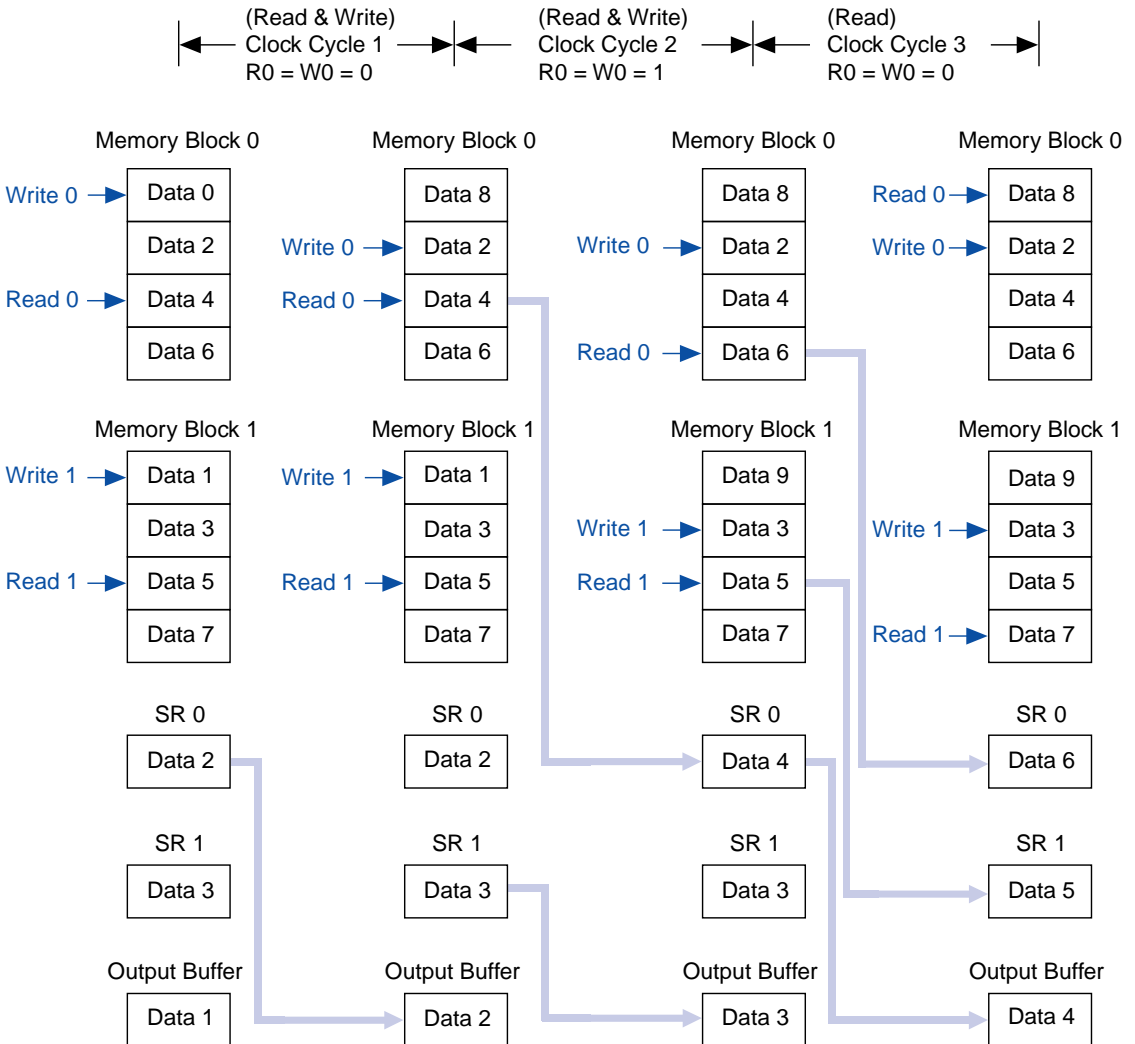 (Read & Write)
Clock Cycle 1
R0 = W0 = 0
(Read & Write)
Clock Cycle 2
R0 = W0 = 1
(Read)
Clock Cycle 3
R0 = W0 = 0
Memory Block 0
Write 0
Data 0
Data 2
Read 0
Data 4
Data 6
Memory Block 0
Data 8
Write 0
Data 2
Read 0
Data 4
Data 6
Memory Block 0
Data 8
Write 0
Data 2
Data 4
Read 0
Data 6
Memory Block 0
Read 0
Data 8
Write 0
Data 2
Data 4
Data 6
Memory Block 1
Write 1
Data 1
Data 3
Read 1
Data 5
Data 7
Memory Block 1
Write 1
Data 1
Data 3
Read 1
Data 5
Data 7
Memory Block 1
Data 9
Write 1
Data 3
Read 1
Data 5
Data 7
Memory Block 1
Data 9
Write 1
Data 3
Data 5
Read 1
Data 7
SR 0
Data 2
SR 0
Data 2
SR 0
Data 4
SR 0
Data 6
SR 1
Data 3
SR 1
Data 3
SR 1
Data 3
SR 1
Data 5
Output Buffer
Data 1
Output Buffer
Data 2
Output Buffer
Data 3
Output Buffer
Data 4